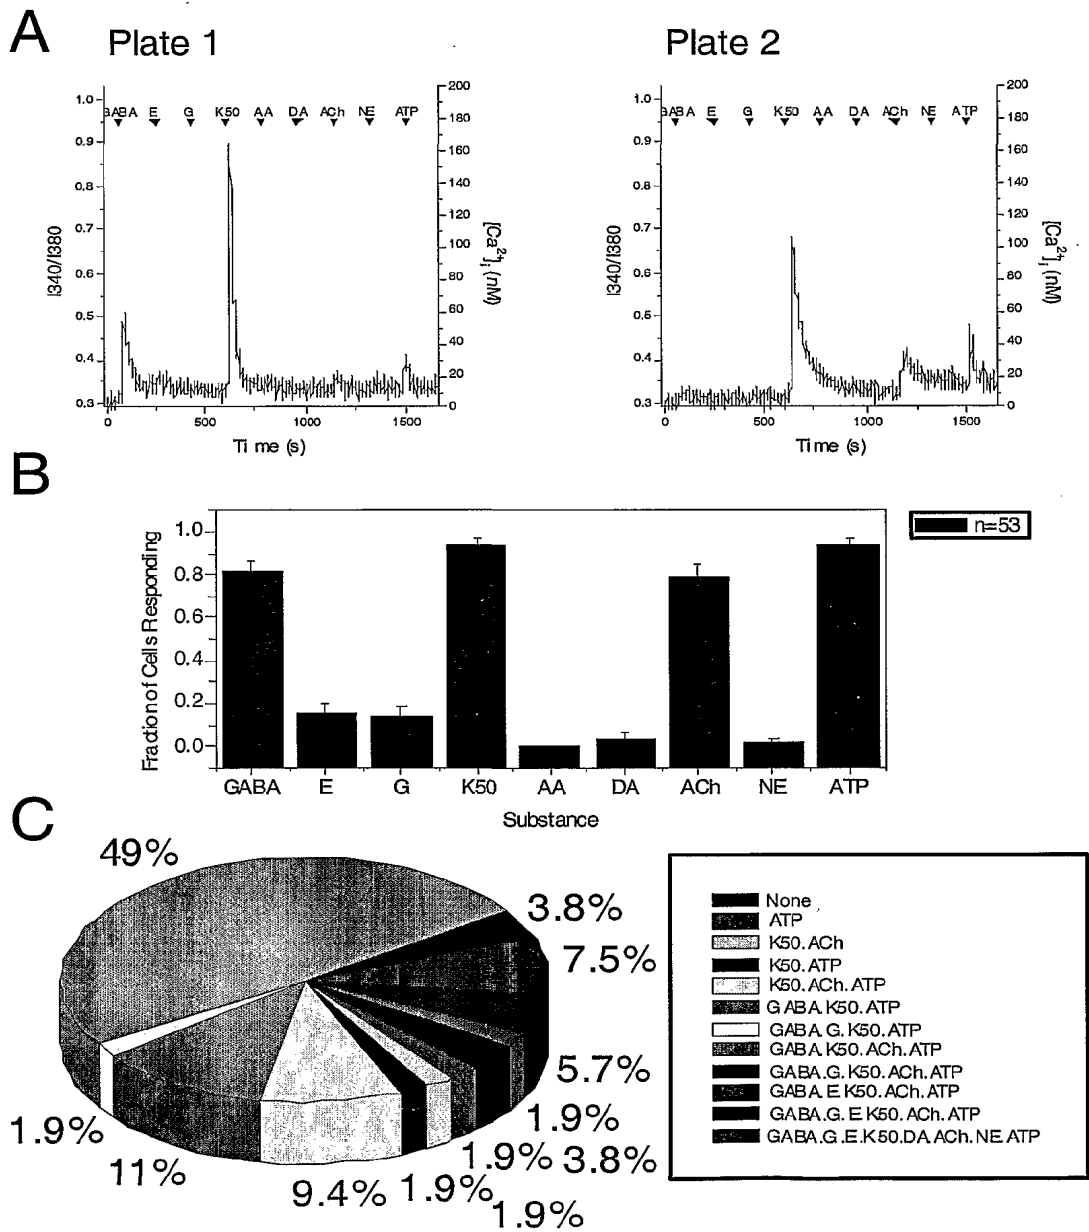 A
Plate 1
Plate 2
GABA E G K50 AA DA ACh NE ATP
1.0
0.9
0.8
0.7
0.6
0.5
0.4
0.3
I340/I380
200
180
160
140
120
100
80
60
40
20
0
[Ca2+]i (nM)
0 500 1000 1500
Time (s)
GABA E G K50 AA DA ACh NE ATP
1.0
0.9
0.8
0.7
0.6
0.5
0.4
0.3
I340/I380
200
180
160
140
120
100
80
60
40
20
0
[Ca2+]i (nM)
0 500 1000 1500
Time (s)
B
Fraction of Cells Responding
1.0
0.8
0.6
0.4
0.2
0.0
GABA E G K50 AA DA ACh NE ATP
Substance
n=53
C
49%
3.8%
7.5%
5.7%
1.9%
3.8%
1.9%
1.9%
1.9%
9.4%
11%
1.9%
None
ATP
K50.ACh
K50.ATP
K50.ACh.ATP
GABA.K50.ATP
GABA.G.K50.ATP
GABA.K50.ACh.ATP
GABA.G.K50.ACh.ATP
GABA.E.K50.ACh.ATP
GABA.G.E.K50.ACh.ATP
GABA.G.E.K50.DA.ACh.NE.ATP